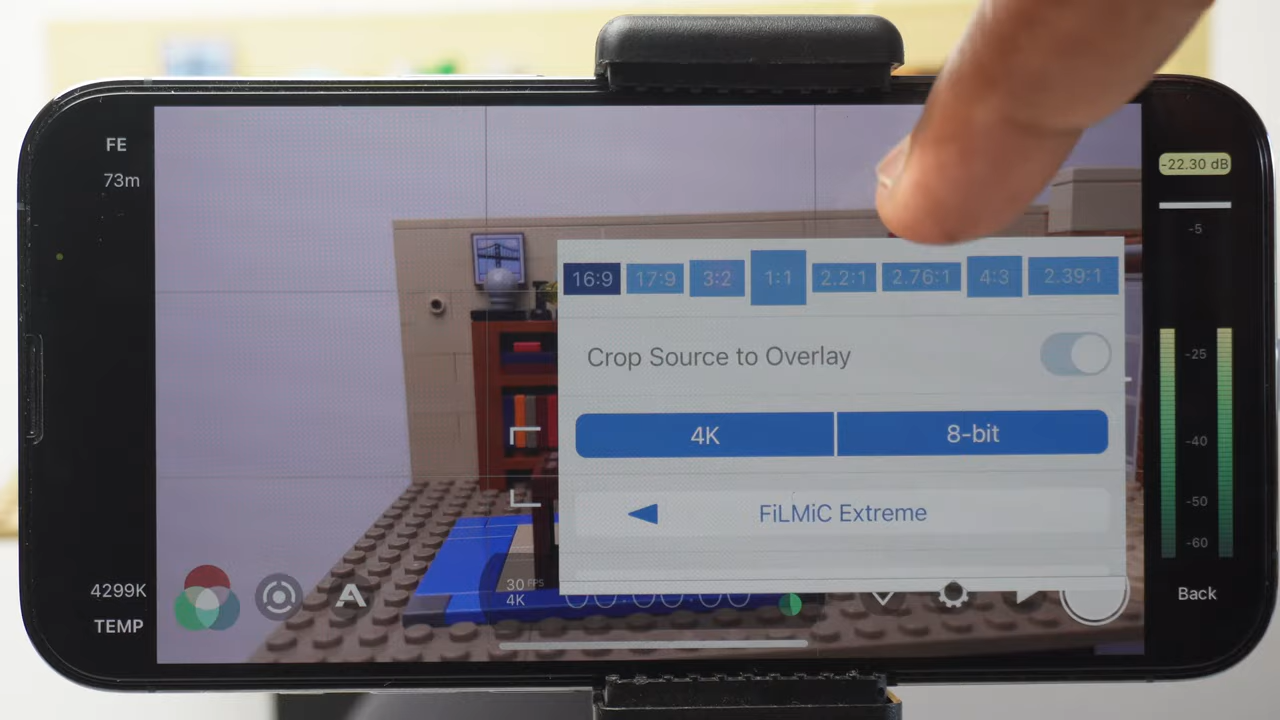 FE
73m
-22.30 dB
-5
16:9 17:9 3:2 1:1 2.2:1 2.76:1 4:3 2.39:1
Crop Source to Overlay
-25
4K 8-bit
-40
-50
FiLMiC Extreme
-60
4299K
TEMP
A
30 FPS
4K
Back